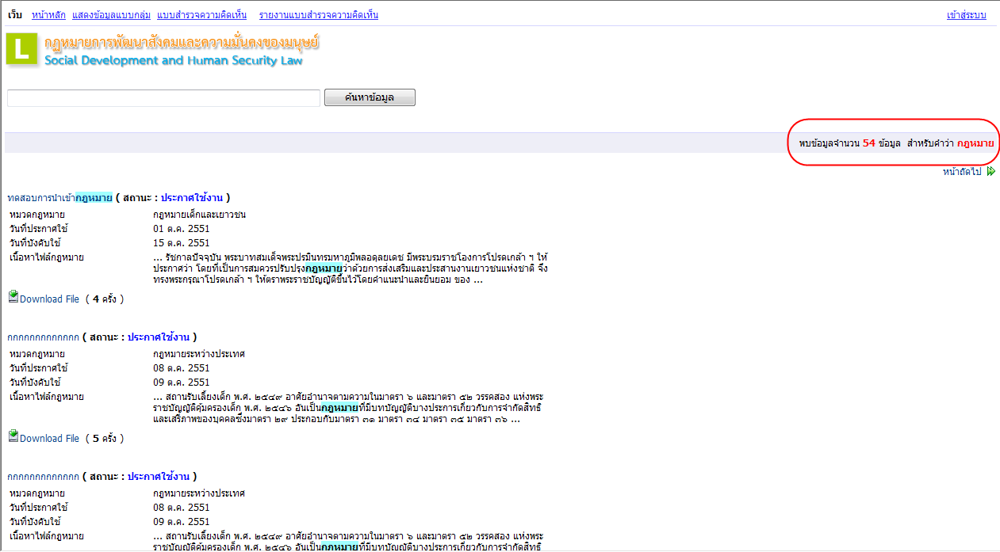 เว็บ หน้าหลัก แสดงข้อมูลแบบกลุ่ม แบบสำรวจความคิดเห็น รายงานแบบสำรวจความคิดเห็น เข้าสู่ระบบ
L กฎหมายการพัฒนาสังคมและความมั่นคงของมนุษย์
Social Development and Human Security Law
ค้นหาข้อมูล
พบข้อมูลจำนวน 54 ข้อมูล สำหรับคำว่า กฎหมาย
หน้าถัดไป
ทดสอบการนำเข้ากฎหมาย ( สถานะ : ประกาศใช้งาน )
หมวดกฎหมาย กฎหมายเด็กและเยาวชน
วันที่ประกาศใช้ 01 ต.ค. 2551
วันที่บังคับใช้ 15 ต.ค. 2551
เนื้อหาไฟล์กฎหมาย ... รัชกาลปัจจุบัน พระบาทสมเด็จพระปรมินทรมหาภูมิพลอดุลยเดช มีพระบรมราชโองการโปรดเกล้า ฯ ให้
ประกาศว่า โดยที่เป็นการสมควรปรับปรุงกฎหมายว่าด้วยการส่งเสริมและประสานงานเยาวชนแห่งชาติ จึง
ทรงพระกรุณาโปรดเกล้า ฯ ให้ตราพระราชบัญญัติขึ้นไว้โดยคำแนะนำและยินยอม ของ ...
Download File ( 4 ครั้ง )
กกกกกกกกกกกกก ( สถานะ : ประกาศใช้งาน )
หมวดกฎหมาย กฎหมายระหว่างประเทศ
วันที่ประกาศใช้ 08 ต.ค. 2551
วันที่บังคับใช้ 09 ต.ค. 2551
เนื้อหาไฟล์กฎหมาย ... สถานรับเลี้ยงเด็ก พ.ศ. ๒๕๔๙ อาศัยอำนาจตามความในมาตรา ๖ และมาตรา ๕๒ วรรคสอง แห่งพระ
ราชบัญญัติคุ้มครองเด็ก พ.ศ. ๒๕๔๖ อันเป็นกฎหมายที่มีบทบัญญัติบางประการเกี่ยวกับการจำกัดสิทธิ
และเสรีภาพของบุคคลซึ่งมาตรา ๒๙ ประกอบกับมาตรา ๓๑ มาตรา ๓๔ มาตรา ๓๕ มาตรา ๓๖ ...
Download File ( 5 ครั้ง )
กกกกกกกกกกกกก ( สถานะ : ประกาศใช้งาน )
หมวดกฎหมาย กฎหมายระหว่างประเทศ
วันที่ประกาศใช้ 08 ต.ค. 2551
วันที่บังคับใช้ 09 ต.ค. 2551
เนื้อหาไฟล์กฎหมาย ... สถานรับเลี้ยงเด็ก พ.ศ. ๒๕๔๙ อาศัยอำนาจตามความในมาตรา ๖ และมาตรา ๕๒ วรรคสอง แห่งพระ
ราชบัญญัติคุ้มครองเด็ก พ.ศ. ๒๕๔๖ อันเป็นกฎหมายที่มีบทบัญญัติบางประการเกี่ยวกับการจำกัดสิทธิ